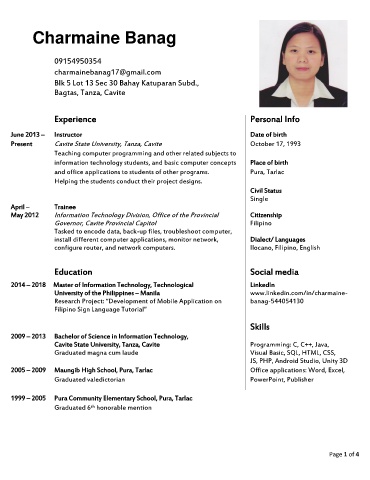 Charmaine Banag
09154950354
charmainebanag17@gmail.com
Blk 5 Lot 13 Sec 30 Bahay Katuparan Subd.,
Bagtas, Tanza, Cavite
Experience
June 2013 – Present
Instructor
Cavite State University, Tanza, Cavite
Teaching computer programming and other related subjects to
information technology students, and basic computer concepts
and office applications to students of other programs.
Helping the students conduct their project designs.
April – May 2012
Trainee
Information Technology Division, Office of the Provincial
Governor, Cavite Provincial Capitol
Tasked to encode data, back-up files, troubleshoot computer,
install different computer applications, monitor network,
configure router, and network computers.
Education
2014 – 2018 Master of Information Technology, Technological
University of the Philippines – Manila
Research Project: "Development of Mobile Application on
Filipino Sign Language Tutorial"
2009 – 2013 Bachelor of Science in Information Technology,
Cavite State University, Tanza, Cavite
Graduated magna cum laude
2005 – 2009 Maungib High School, Pura, Tarlac
Graduated valedictorian
1999 – 2005 Pura Community Elementary School, Pura, Tarlac
Graduated 6th honorable mention
Personal Info
Date of birth
October 17, 1993
Place of birth
Pura, Tarlac
Civil Status
Single
Citizenship
Filipino
Dialect/ Languages
Ilocano, Filipino, English
Social media
LinkedIn
www.linkedin.com/in/charmaine-
banag-544054130
Skills
Programming: C, C++, Java,
Visual Basic, SQL, HTML, CSS,
JS, PHP, Android Studio, Unity 3D
Office applications: Word, Excel,
PowerPoint, Publisher
Page 1 of 4